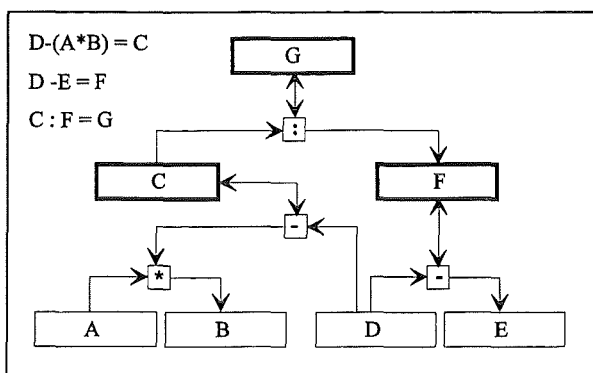 D-(A*B) = C
D -E = F
C : F = G
G
:
C
F
-
*
-
A
B
D
E